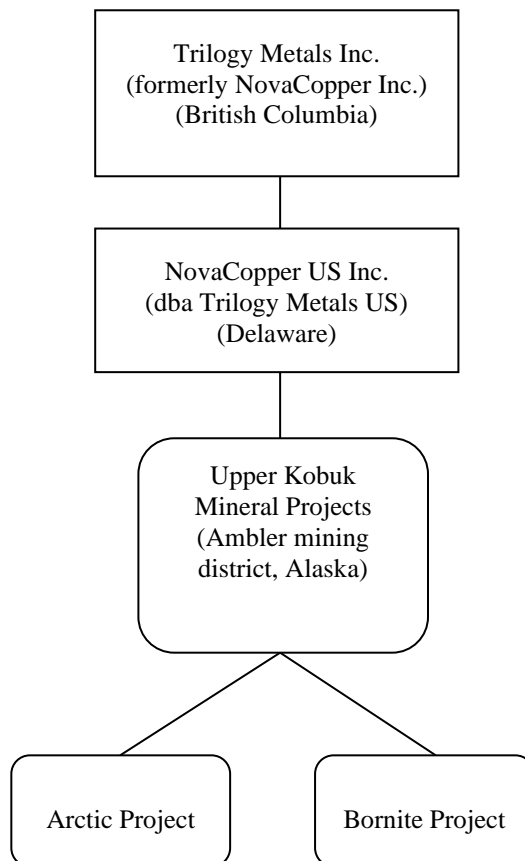 Trilogy Metals Inc.
(formerly NovaCopper Inc.)
(British Columbia)
NovaCopper US Inc.
(dba Trilogy Metals US)
(Delaware)
Upper Kobuk
Mineral Projects
(Ambler mining
district, Alaska)
Arctic Project
Bornite Project